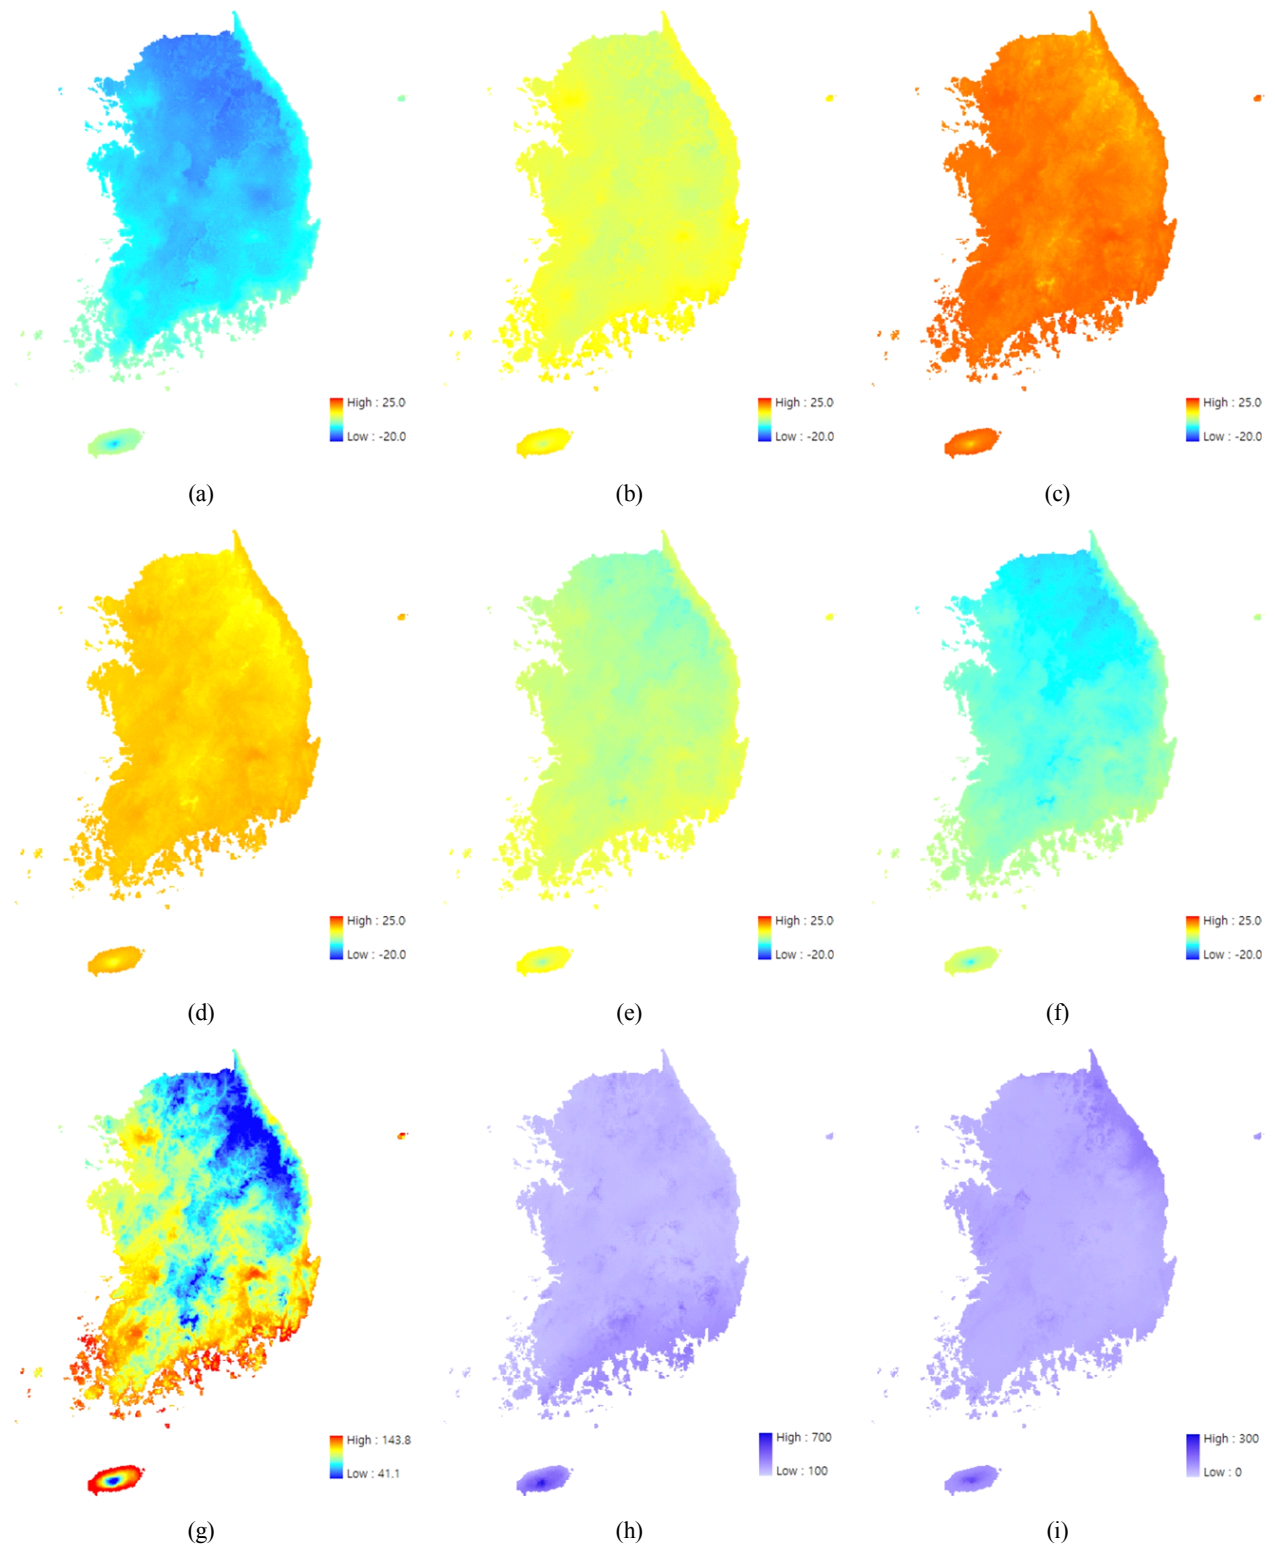 High : 25.0
Low : -20.0
High : 25.0
Low : -20.0
High : 25.0
Low : -20.0
(a)
(b)
(c)
High : 25.0
Low : -20.0
High : 25.0
Low : -20.0
High : 25.0
Low : -20.0
(d)
(e)
(f)
High : 143.8
Low : 41.1
High : 700
Low : 100
High : 300
Low : 0
(g)
(h)
(i)